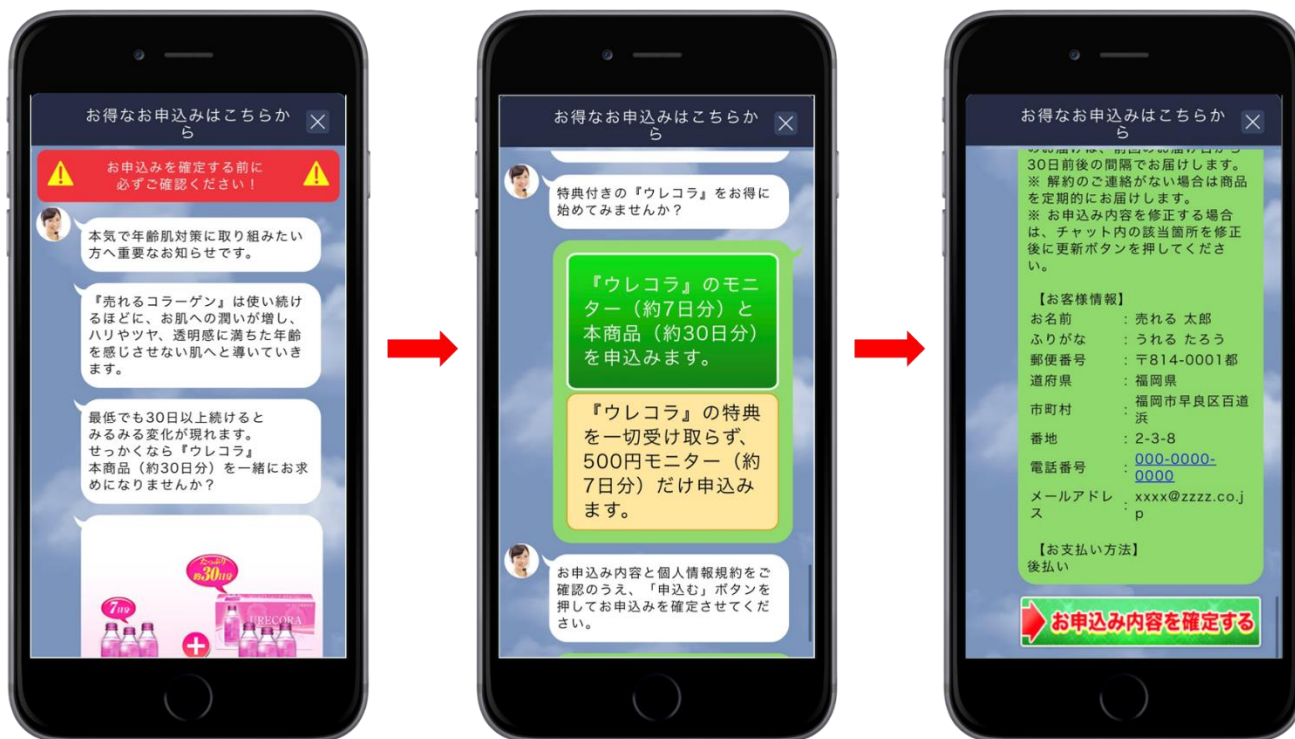 お得なお申込みはこちらか
ら
お申込みを確定する前に
必ずご確認ください！
本気で年齢肌対策に取り組みたい
方へ重要なお知らせです。
『売れるコラーゲン』は使い続け
るほどに、お肌への潤いが増し、
ハリやツヤ、透明感に満ちた年齢
を感じさせない肌へと導いていき
ます。
最低でも30日以上続けると
みるみる変化が現れます。
せっかくなら『ウレコラ』
本商品（約30日分）を一緒にお求
めになりませんか？
たっぷり
約30日分
7日分
URECORA
お得なお申込みはこちらか
ら
特典付きの『ウレコラ』をお得に
始めてみませんか？
『ウレコラ』のモニ
ター（約7日分）と
本商品（約30日分）
を申込みます。
『ウレコラ』の特典
を一切受け取らず、
500円モニター（約
7日分）だけ申込み
ます。
お申込み内容と個人情報規約をご
確認のうえ、「申込む」ボタンを
押してお申込みを確定させてくだ
さい。
お得なお申込みはこちらか
ら
のお届けは、前回のお届け日から
30日前後の間隔でお届けします。
※ 解約のご連絡がない場合は商品
を定期的にお届けします。
※ お申込み内容を修正する場合
は、チャット内の該当箇所を修正
後に更新ボタンを押してくださ
い。
【お客様情報】
お名前 : 売れる 太郎
ふりがな : うれる たろう
郵便番号 : 〒814-0001都
道府県 : 福岡県
市町村 : 福岡市早良区百道
浜
番地 : 2-3-8
電話番号 : 000-0000-
0000
メールアドレ : xxxx@zzzz.co.j
ス p
【お支払い方法】
後払い
お申込み内容を確定する